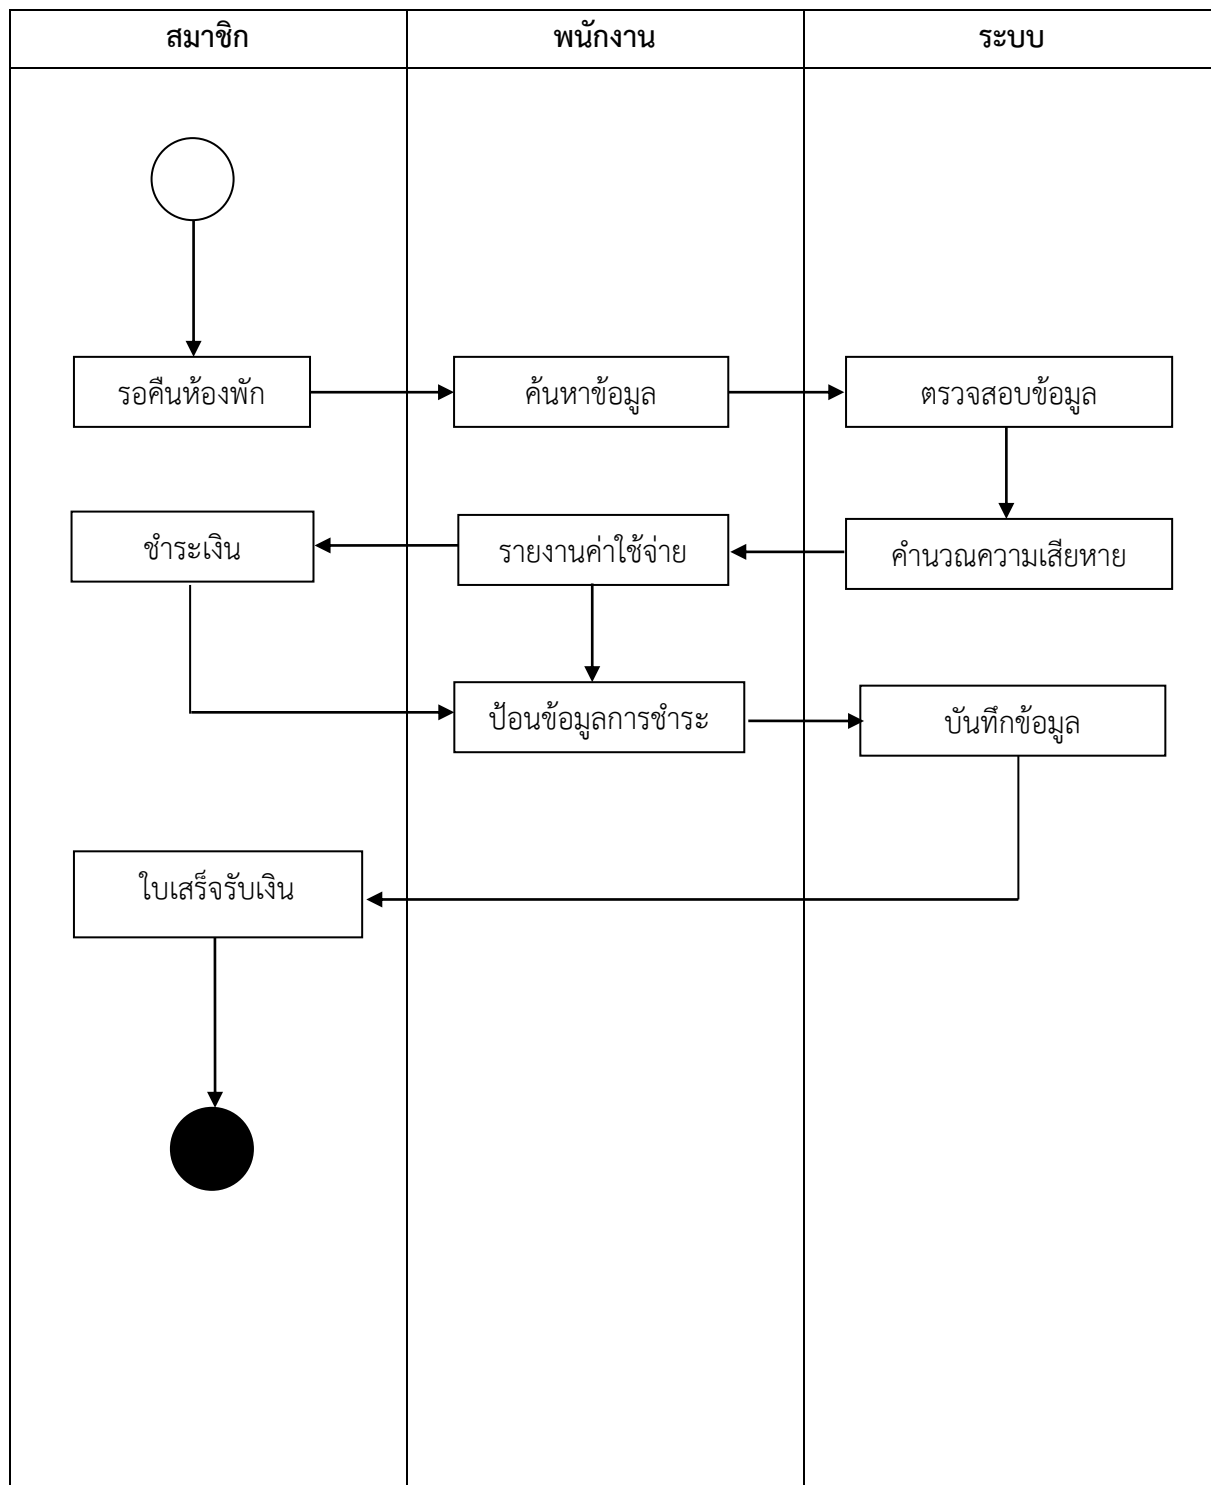 สมาชิก
พนักงาน
ระบบ
รอคืนห้องพัก
ค้นหาข้อมูล
ตรวจสอบข้อมูล
ชำระเงิน
รายงานค่าใช้จ่าย
คำนวณความเสียหาย
ป้อนข้อมูลการชำระ
บันทึกข้อมูล
ใบเสร็จรับเงิน